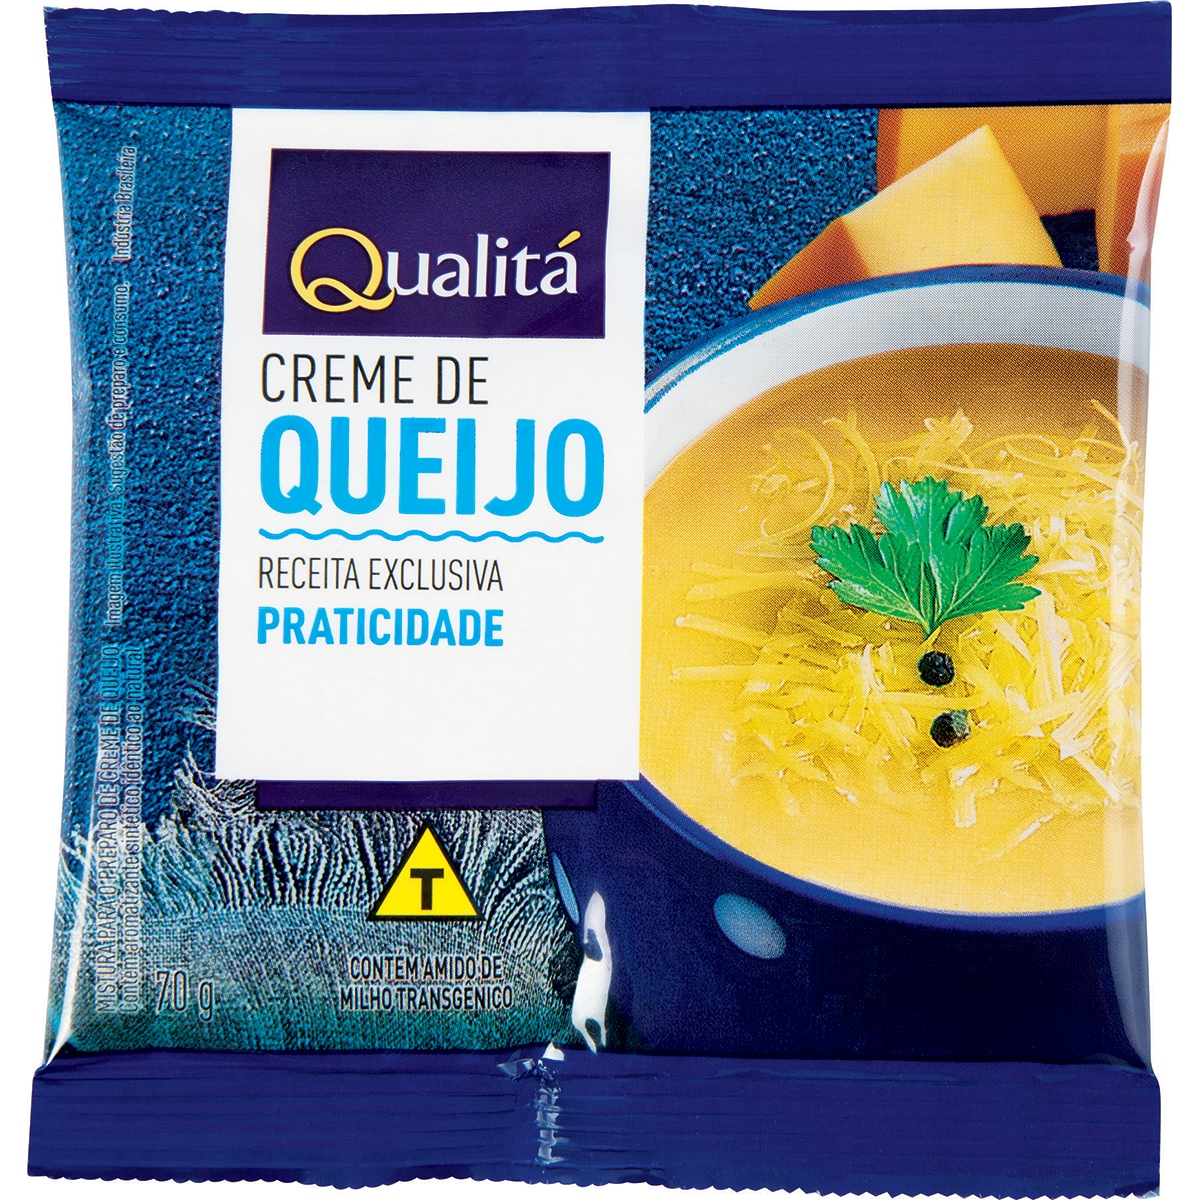 Qualitá
CREME DE
QUEIJO
RECEITA EXCLUSIVA
PRATICIDADE
T
CONTÉM AMIDO DE
MILHO TRANSGÊNICO
MISTURA PARA O PREPARO DE CREME DE QUEIJO
Contém aromatizante sintético idêntico ao natural
Imagem ilustrativa. Sugestão de preparo e consumo.
Indústria Brasileira
70 g